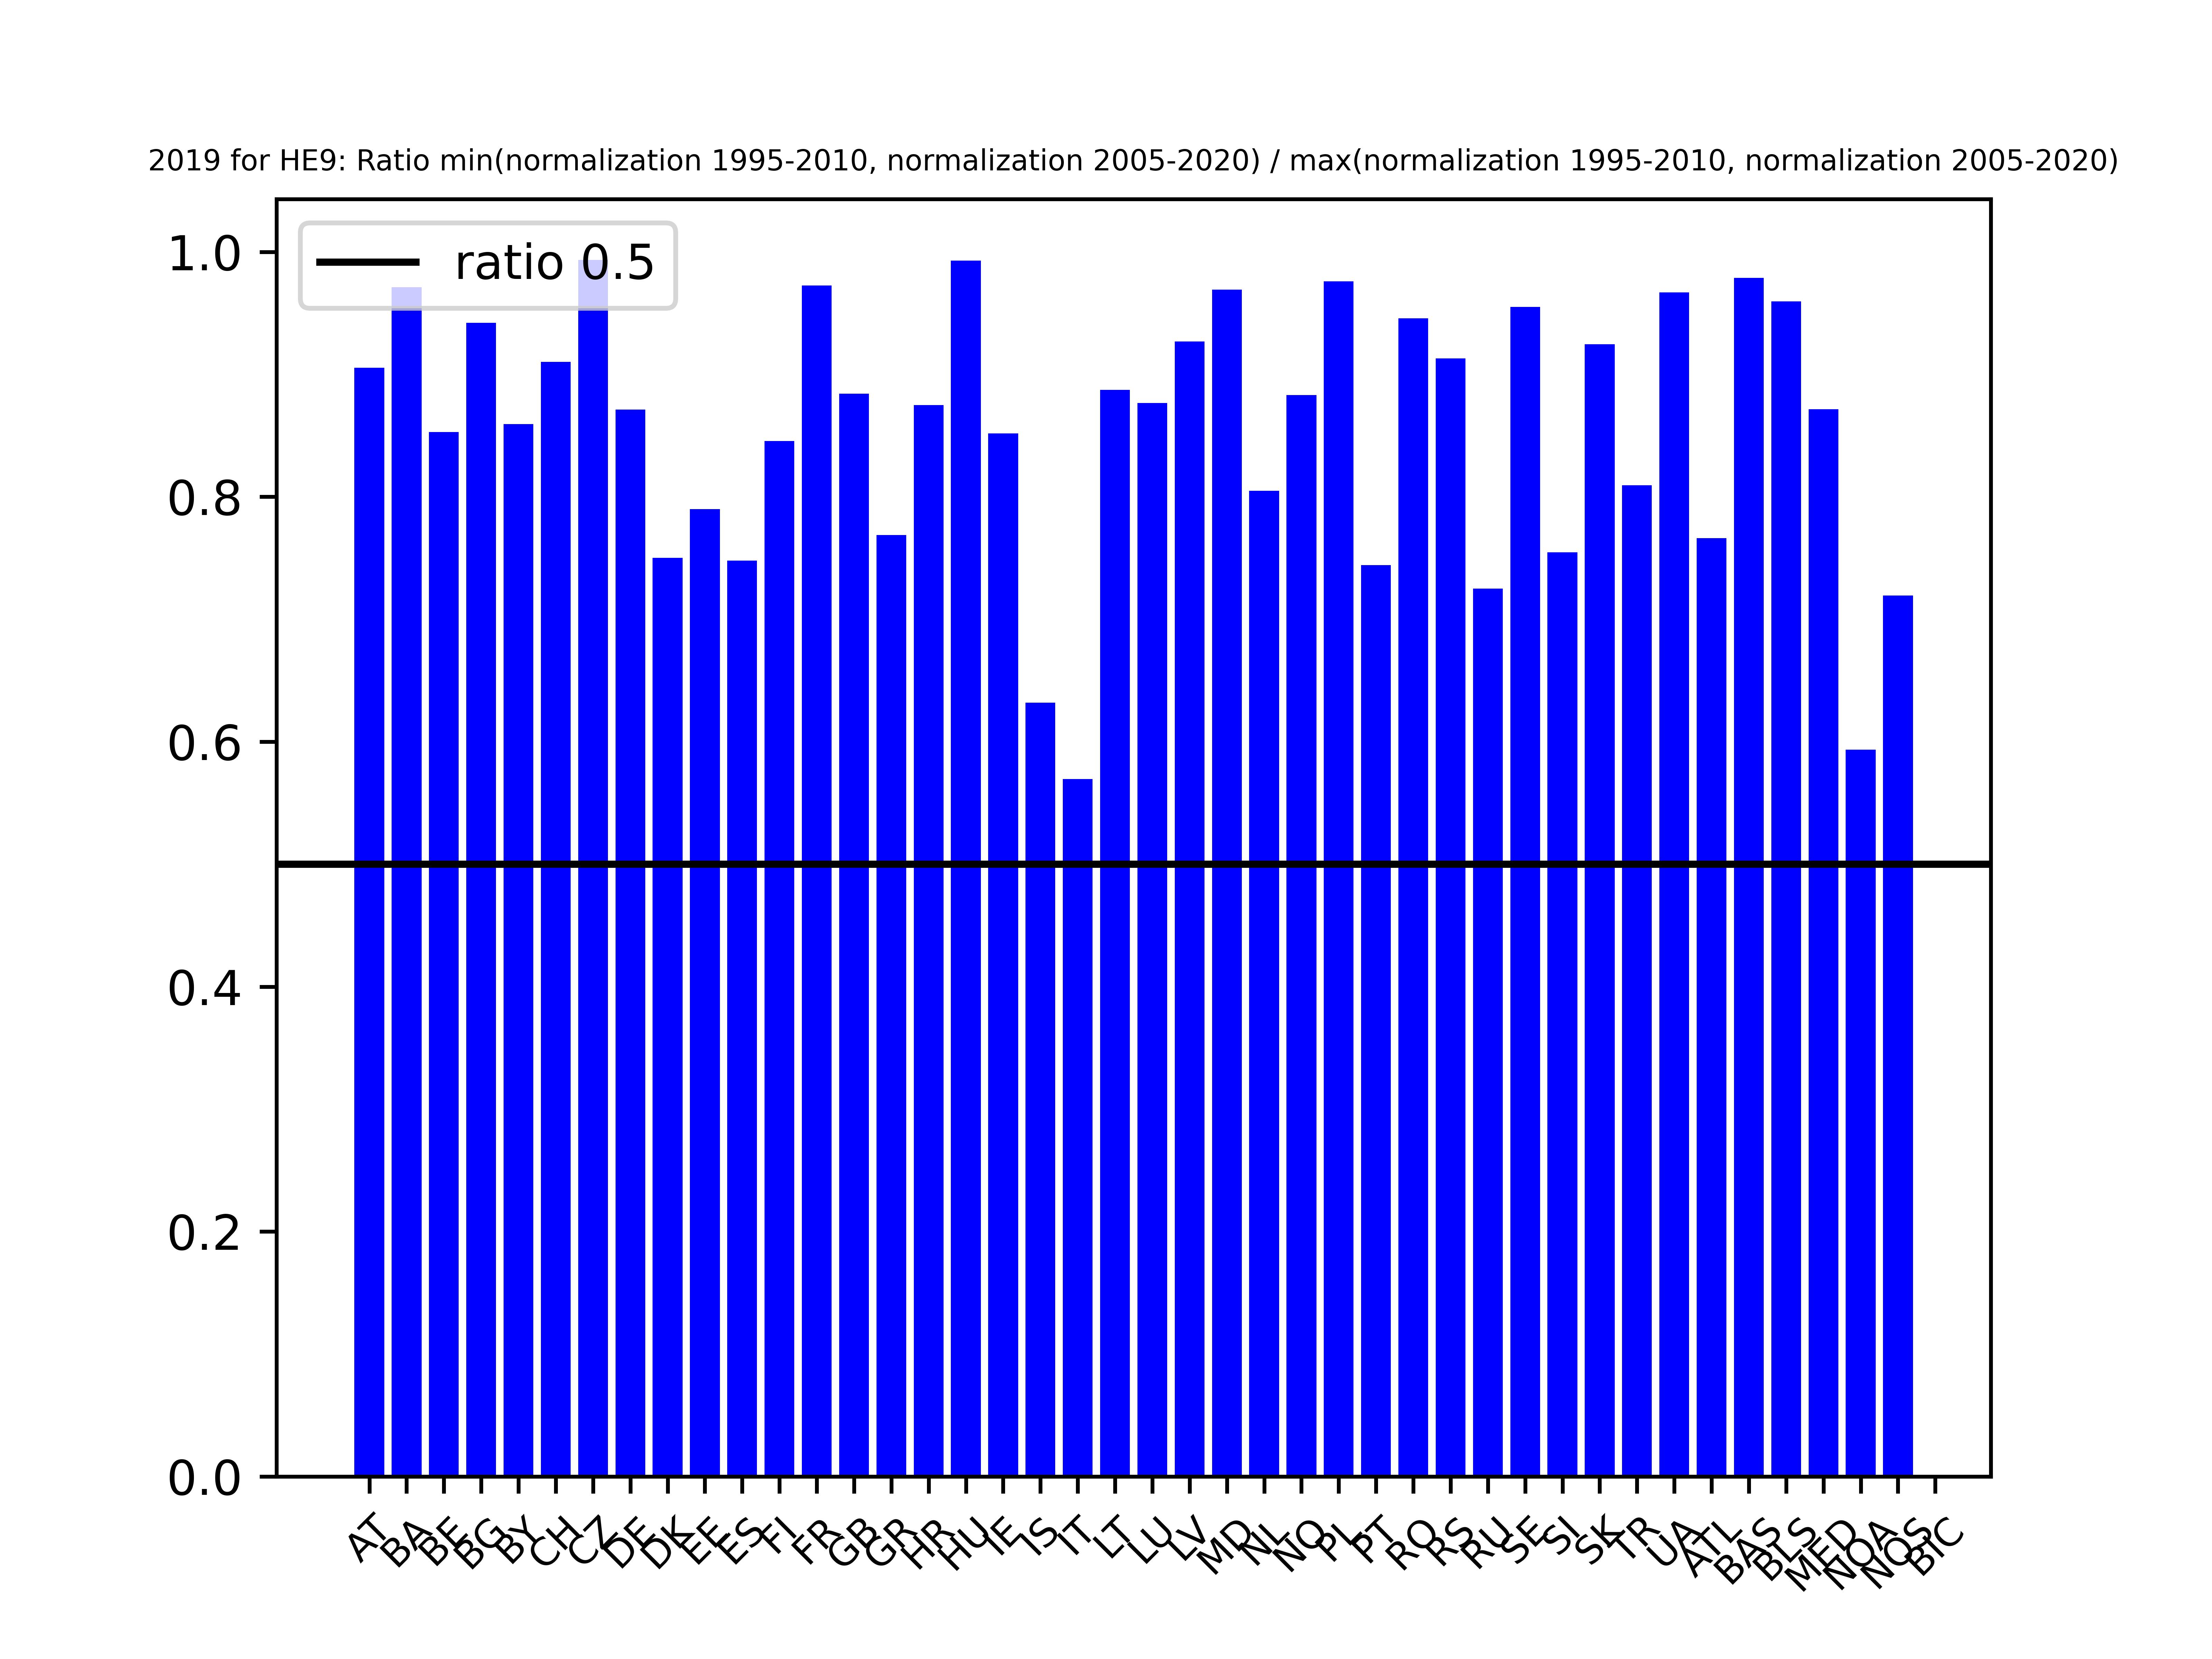 2019 for HE9: Ratio min(normalization 1995-2010, normalization 2005-2020) / max(normalization 1995-2010, normalization 2005-2020)
ratio 0.5
1.0
0.8
0.6
0.4
0.2
0.0
AT BA BE BG BY CH CZ DE DK EE ES FI FR GB GR HR HU IE IS IT LT LU LV MD NL NO PL PT RO RS RU SE SI SK TR UA ATL BAS BLS MED NOA NOS BIC